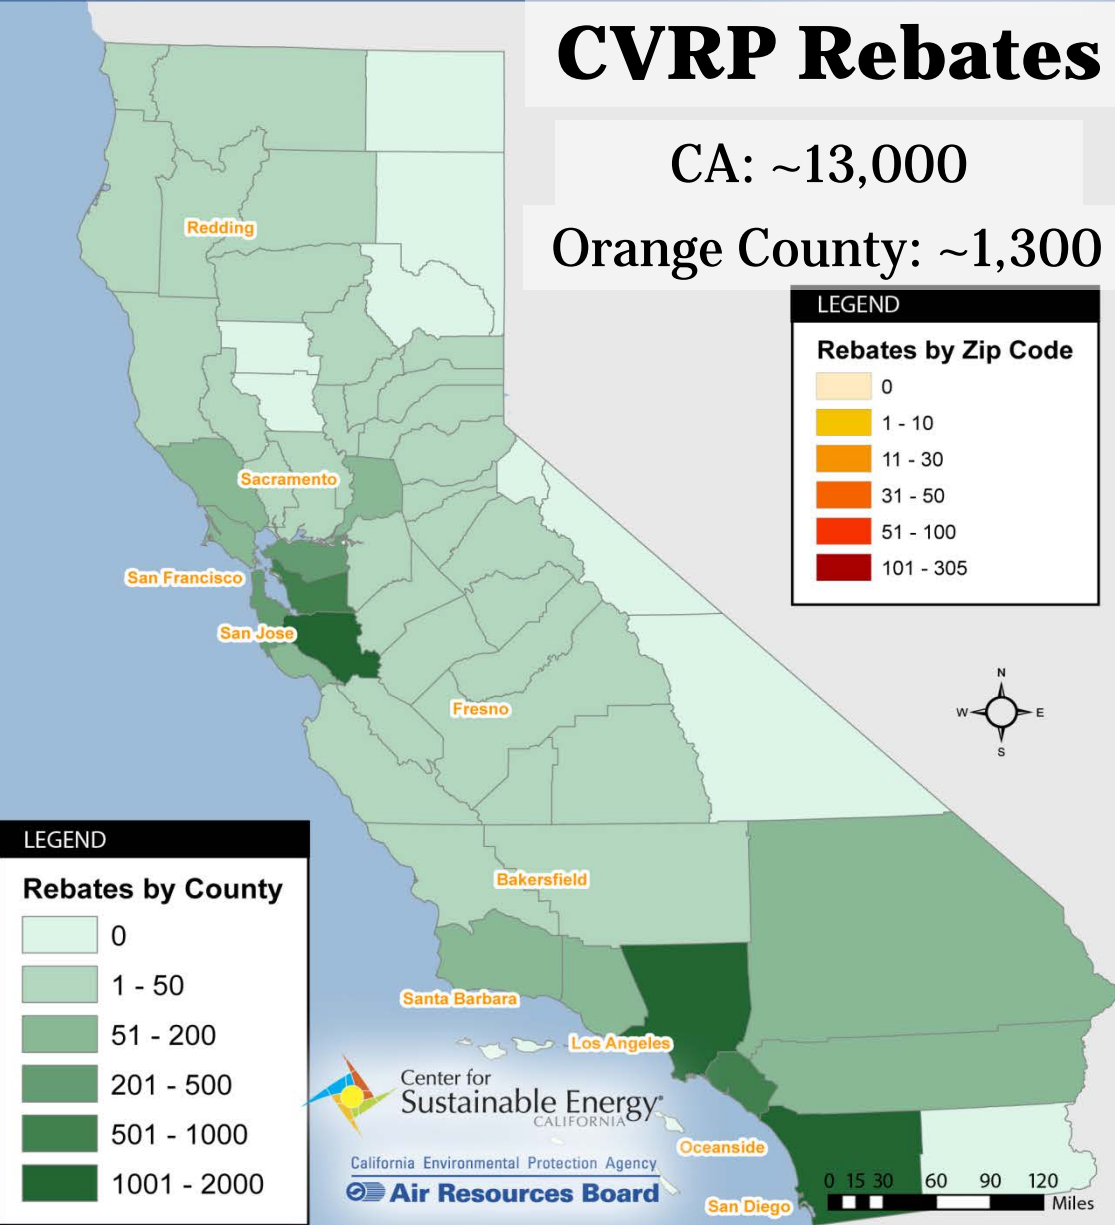 CVRP Rebates
CA: ~13,000
Orange County: ~1,300
LEGEND
Rebates by Zip Code
0
1 - 10
11 - 30
31 - 50
51 - 100
101 - 305
Redding
Sacramento
San Francisco
San Jose
Fresno
N
W
E
S
LEGEND
Rebates by County
0
1 - 50
51 - 200
201 - 500
501 - 1000
1001 - 2000
Bakersfield
Santa Barbara
Los Angeles
Center for
Sustainable Energy®
CALIFORNIA
Oceanside
California Environmental Protection Agency
Air Resources Board
San Diego
0 15 30 60 90 120
Miles